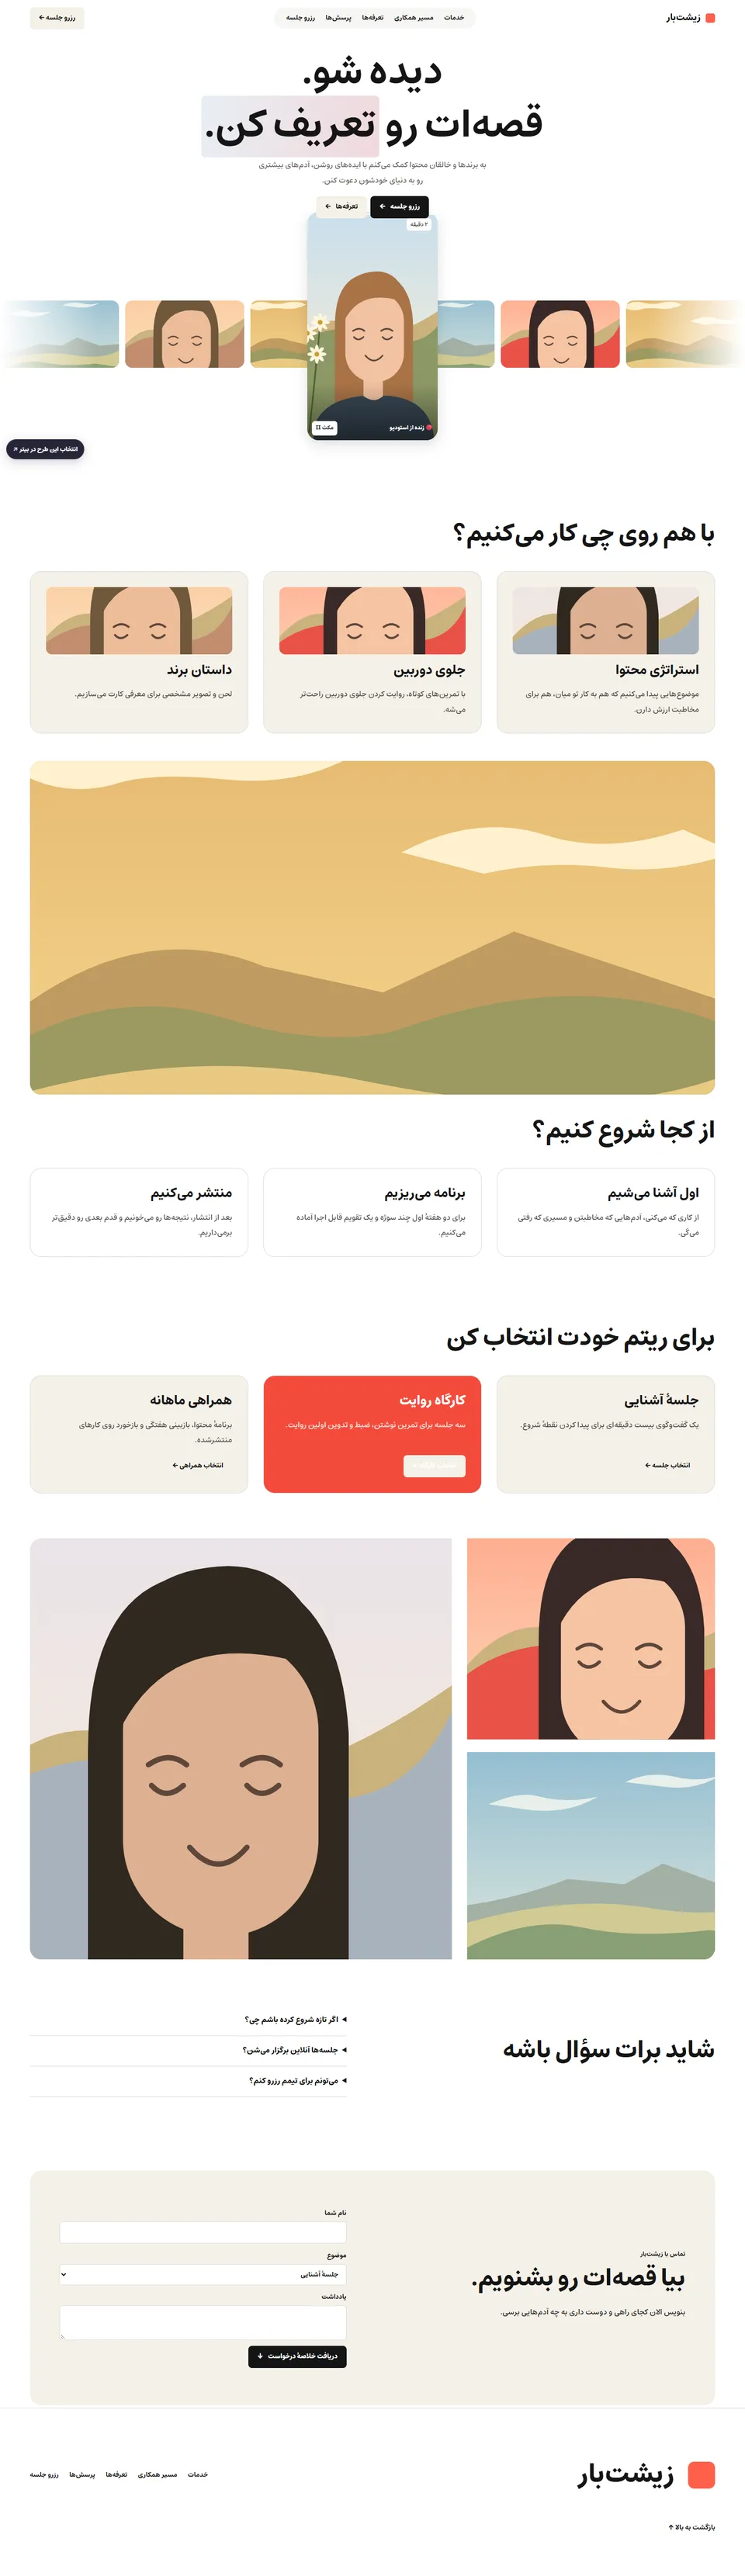 زیشت‌بار
خدمات مسیر همکاری تعرفه‌ها پرسش‌ها رزرو جلسه
رزرو جلسه ←
دیده شو.
قصه‌ات رو تعریف کن.
به برندها و خالقان محتوا کمک می‌کنم با ایده‌های روشن، آدم‌های بیشتری
رو به دنیای خودشون دعوت کنن.
رزرو جلسه ←
تعرفه‌ها ←
۲ دقیقه
زنده از استودیو
مکث
انتخاب این طرح در بیتر
با هم روی چی کار می‌کنیم؟
استراتژی محتوا
موضوع‌هایی پیدا می‌کنیم که هم به کار تو میان، هم برای
مخاطبت ارزش دارن.
جلوی دوربین
با تمرین‌های کوتاه، روایت کردن جلوی دوربین راحت‌تر
می‌شه.
داستان برند
لحن و تصویر مشخصی برای معرفی کارت می‌سازیم.
از کجا شروع کنیم؟
اول آشنا می‌شیم
از کاری که می‌کنی، آدم‌هایی که مخاطبتن و مسیری که رفتی
می‌گی.
برنامه می‌ریزیم
برای دو هفتهٔ اول چند سوژه و یک تقویم قابل اجرا آماده
می‌کنیم.
منتشر می‌کنیم
بعد از انتشار، نتیجه‌ها رو می‌خونیم و قدم بعدی رو دقیق‌تر
برمی‌داریم.
برای ریتم خودت انتخاب کن
جلسهٔ آشنایی
یک گفت‌وگوی بیست دقیقه‌ای برای پیدا کردن نقطهٔ شروع.
انتخاب جلسه ←
کارگاه روایت
سه جلسه برای تمرین نوشتن، ضبط و تدوین اولین روایت.
همراهی ماهانه
برنامهٔ محتوا، بازبینی هفتگی و بازخورد روی کارهای
منتشرشده.
انتخاب همراهی ←
شاید برات سؤال باشه
اگر تازه شروع کرده باشم چی؟
جلسه‌ها آنلاین برگزار می‌شن؟
می‌تونم برای تیمم رزرو کنم؟
تماس با زیشت‌بار
بیا قصه‌ات رو بشنویم.
بنویس الان کجای راهی و دوست داری به چه آدم‌هایی برسی.
نام شما
موضوع
جلسهٔ آشنایی
یادداشت
دریافت خلاصهٔ درخواست ↓
زیشت‌بار
خدمات مسیر همکاری تعرفه‌ها پرسش‌ها رزرو جلسه
بازگشت به بالا ↑